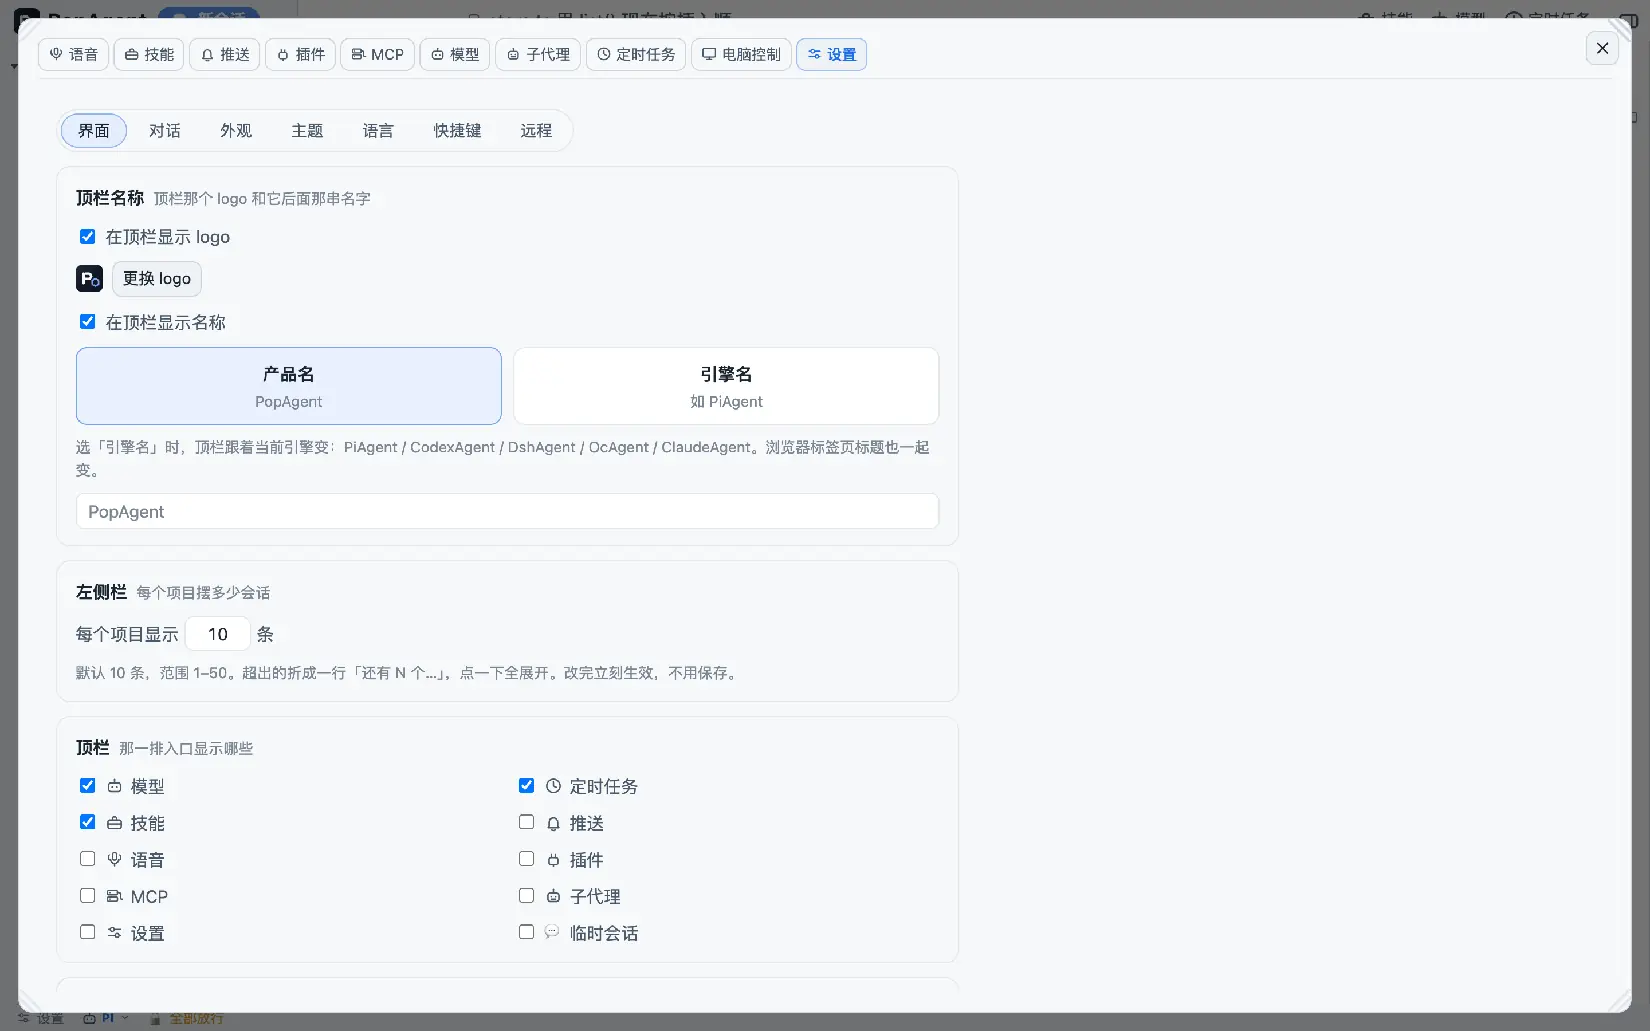 语音 技能 推送 插件 MCP 模型 子代理 定时任务 电脑控制 设置
界面 对话 外观 主题 语言 快捷键 远程
顶栏名称 顶栏那个 logo 和它后面那串名字
在顶栏显示 logo
Po 更换 logo
在顶栏显示名称
产品名 引擎名
PopAgent 如 PiAgent
选「引擎名」时，顶栏跟着当前引擎变：PiAgent / CodexAgent / DshAgent / OcAgent / ClaudeAgent。浏览器标签页标题也一起
变。
PopAgent
左侧栏 每个项目摆多少会话
每个项目显示 10 条
默认 10 条，范围 1–50。超出的折成一行「还有 N 个…」，点一下全展开。改完立刻生效，不用保存。
顶栏 那一排入口显示哪些
模型 定时任务
技能 推送
语音 插件
MCP 子代理
设置 临时会话
设置 PI 全部放行